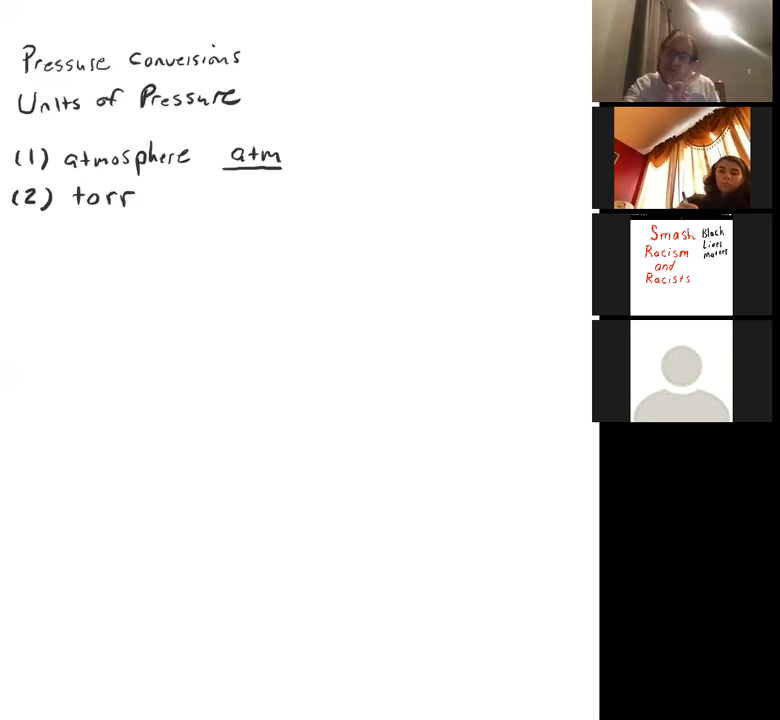 Pressure Conversions
Units of Pressure
(1) atmosphere atm
(2) torr
Smash
Racism
and
Racists
Black
Lives
Matter